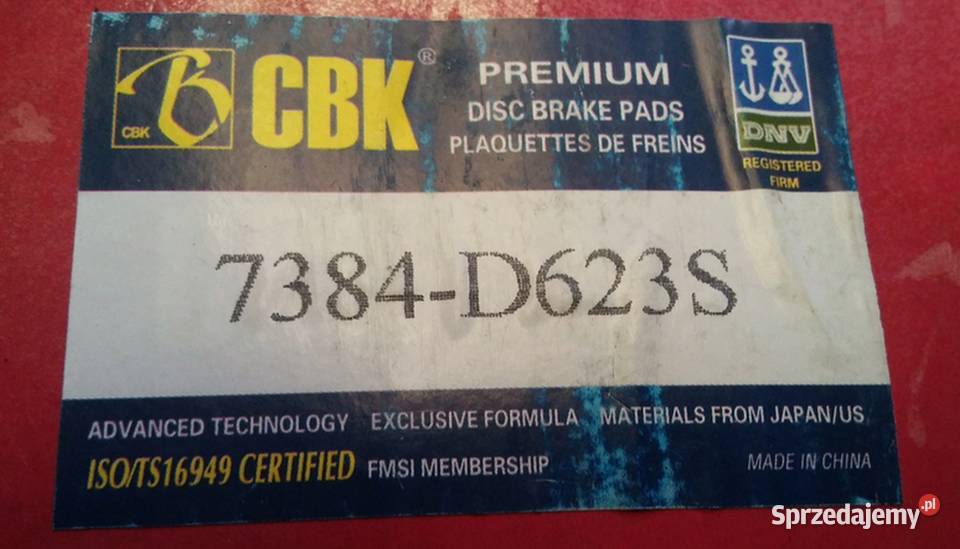 CBK
CBK®
PREMIUM
DISC BRAKE PADS
PLAQUETTES DE FREINS
DNV
REGISTERED
FIRM
7384-D623S
ADVANCED TECHNOLOGY EXCLUSIVE FORMULA MATERIALS FROM JAPAN/US
ISO/TS16949 CERTIFIED FMSI MEMBERSHIP MADE IN CHINA
Sprzedajemy.pl